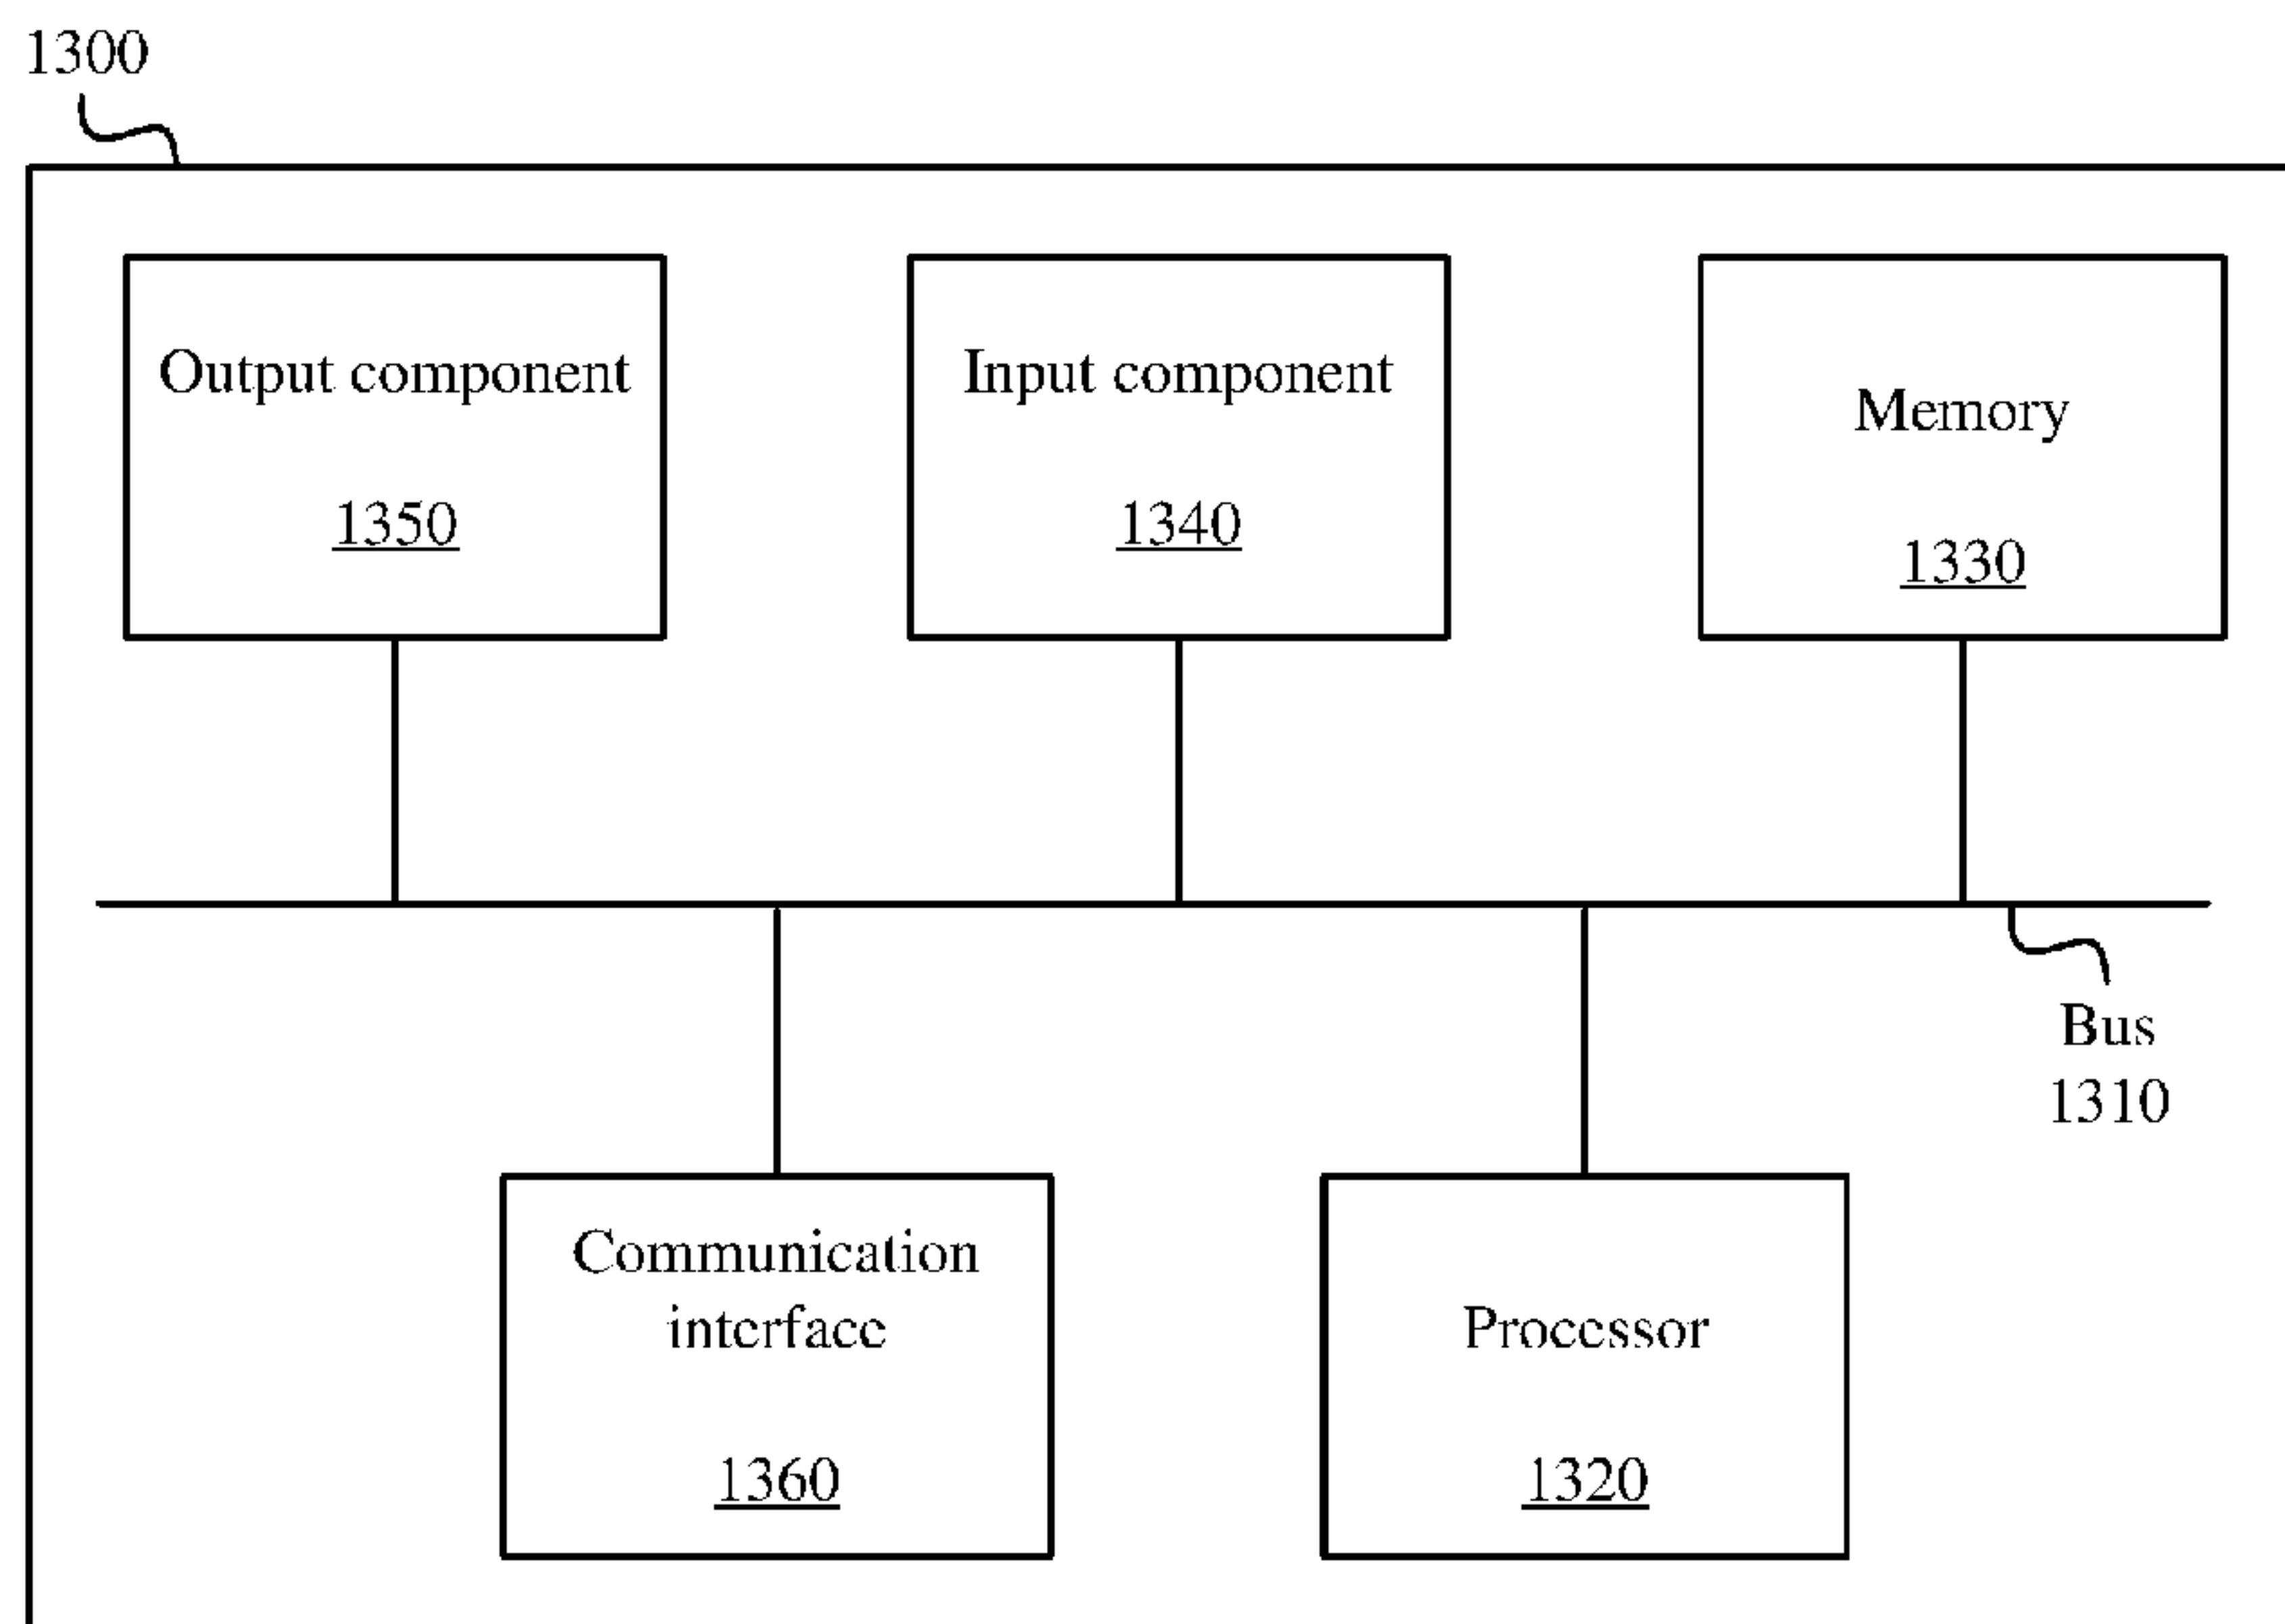 1300
Output component
1350
Input component
1340
Memory
1330
Bus
1310
Communication
interface
1360
Processor
1320